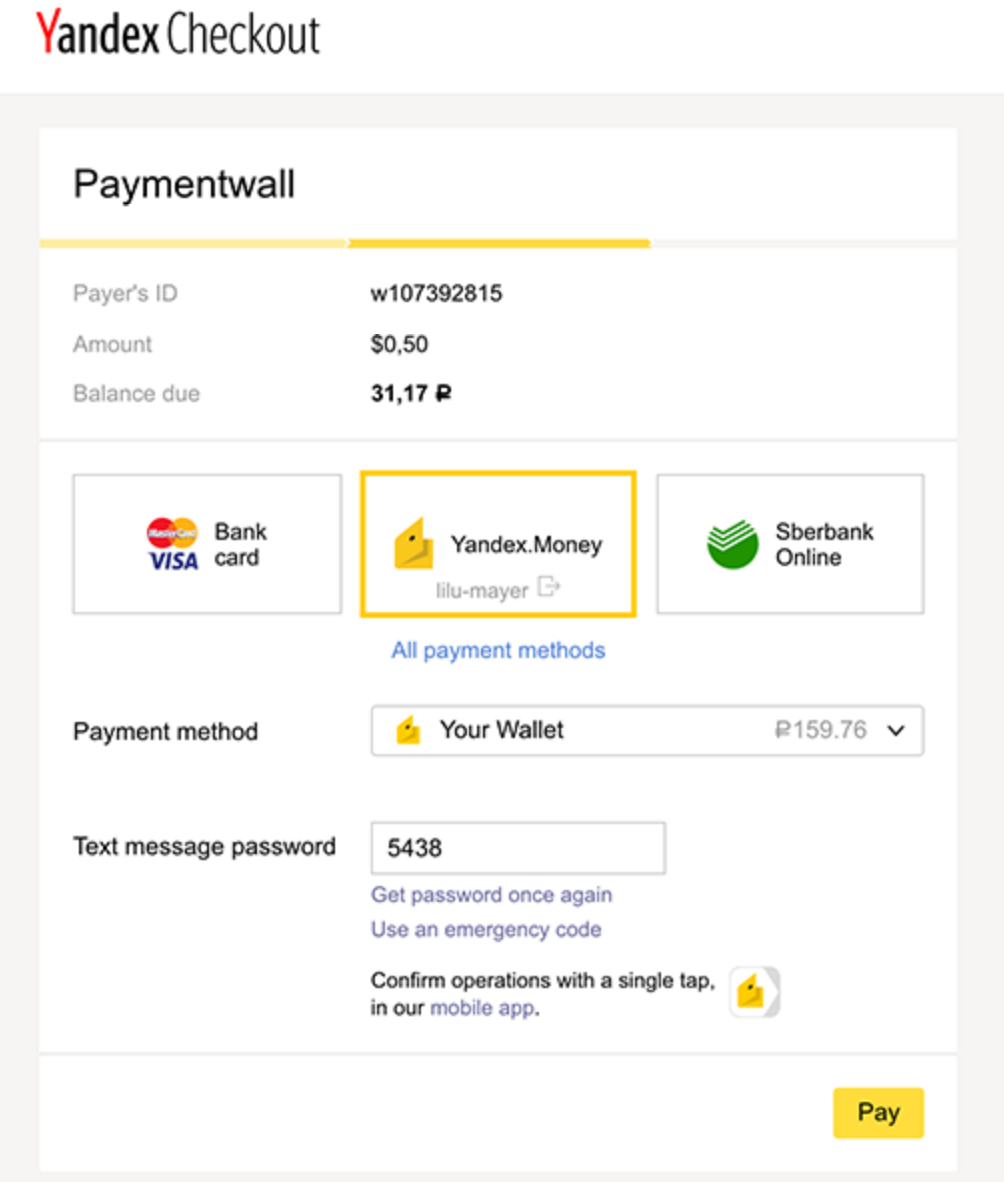 Yandex Checkout
Paymentwall
Payer's ID w107392815
Amount $0,50
Balance due 31,17 ₽
MasterCard
VISA
Bank
card
Yandex.Money
lilu-mayer
Sberbank
Online
All payment methods
Payment method Your Wallet ₽159.76
Text message password 5438
Get password once again
Use an emergency code
Confirm operations with a single tap,
in our mobile app.
Pay